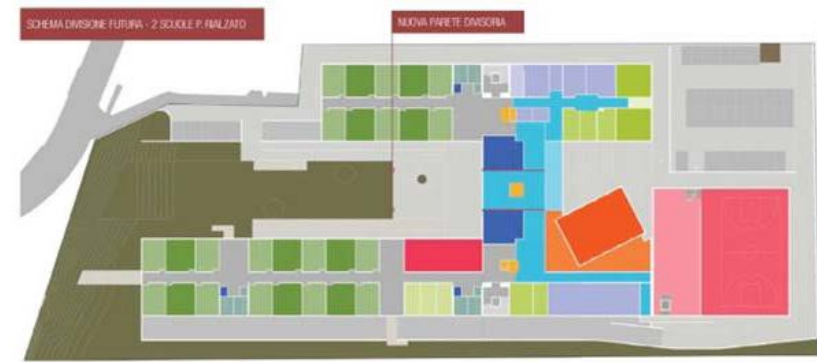 SCHEMA DIVISIONE FUTURA - 2 SCUOLE P. RIALZATO
NUOVA PARETE DIVISORIA